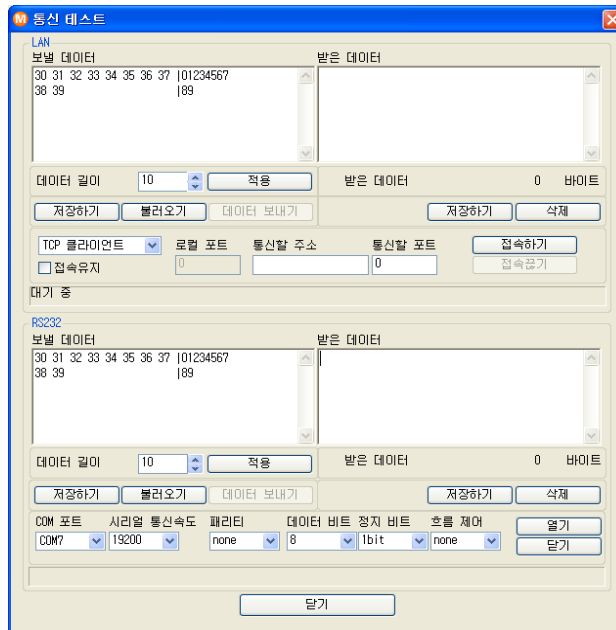 통신 테스트
LAN
보낼 데이터 받은 데이터
30 31 32 33 34 35 36 37 |01234567
38 39 |89
데이터 길이 10 적용 받은 데이터 0 바이트
저장하기 불러오기 데이터 보내기 저장하기 삭제
TCP 클라이언트 로컬 포트 통신할 주소 통신할 포트 접속하기
접속유지 0 0 접속끊기
대기 중
RS232
보낼 데이터 받은 데이터
30 31 32 33 34 35 36 37 |01234567
38 39 |89
데이터 길이 10 적용 받은 데이터 0 바이트
저장하기 불러오기 데이터 보내기 저장하기 삭제
COM 포트 시리얼 통신속도 패리티 데이터 비트 정지 비트 흐름 제어 열기
COM7 19200 none 8 1bit none 닫기
닫기